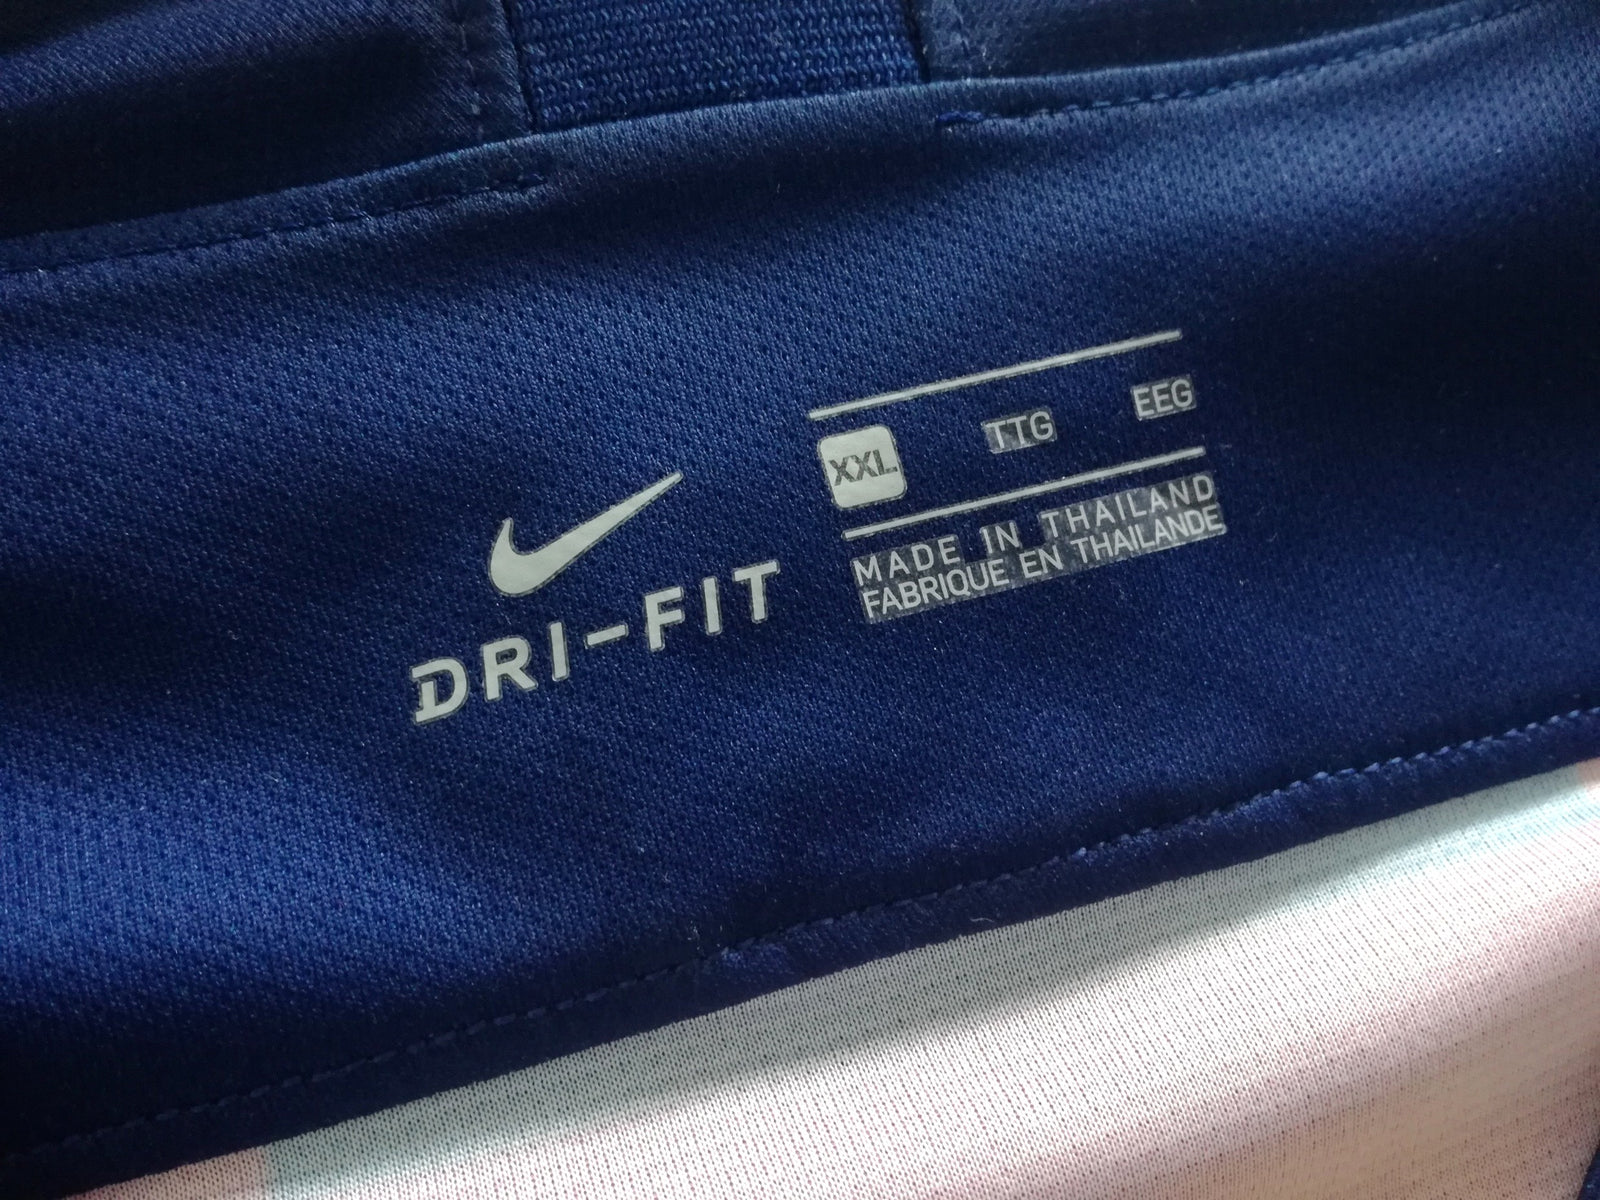 DRI-FIT
XXL TTG EEG
MADE IN THAILAND
FABRIQUE EN THAILANDE